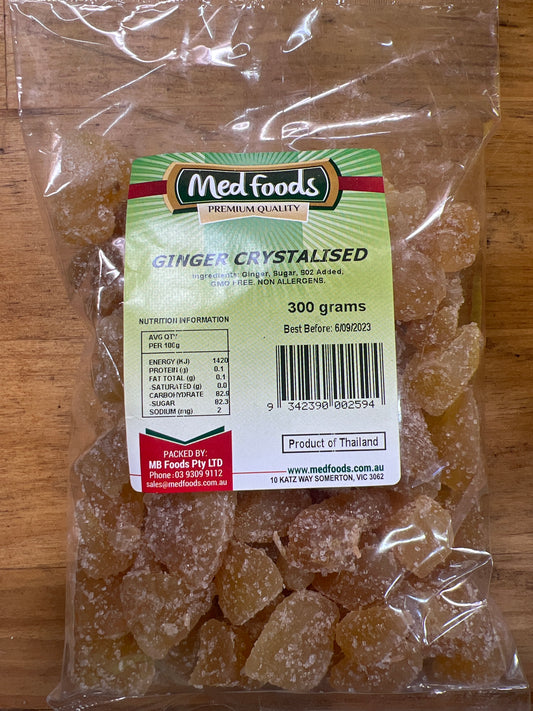 Med Foods
PREMIUM QUALITY
GINGER CRYSTALISED
Ingredients: Ginger, Sugar, S02 Added,
GMO FREE. NON ALLERGENS.
300 grams
Best Before: 6/09/2023
NUTRITION INFORMATION
AVG QTY
PER 100g
ENERGY (KJ) 1420
PROTEIN (g) 0.1
FAT TOTAL (g) 0.1
-SATURATED (g) 0.0
CARBOHYDRATE 82.9
-SUGAR 82.3
SODIUM (mg) 2
9 342390 002594
Product of Thailand
PACKED BY:
MB Foods Pty LTD
Phone: 03 9309 9112
sales@medfoods.com.au
www.medfoods.com.au
10 KATZ WAY SOMERTON, VIC 3062